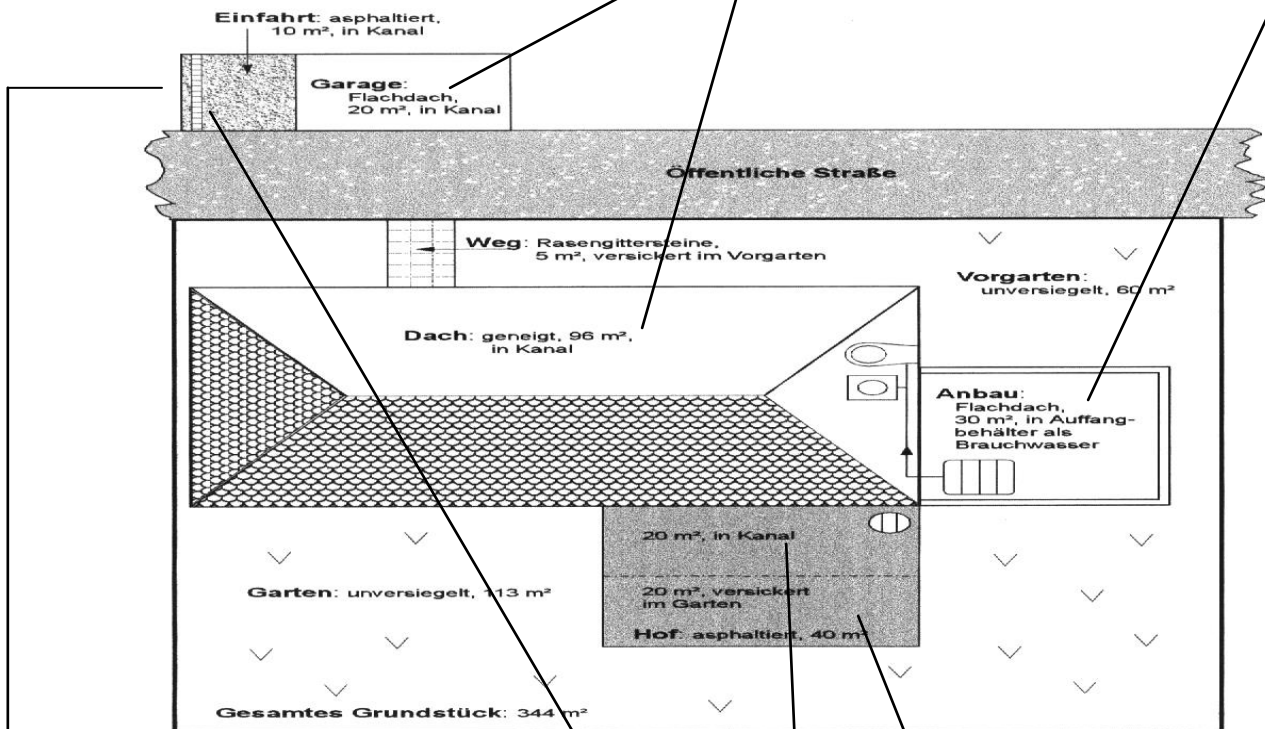 Einfahrt: asphaltiert,
10 m², in Kanal
Garage:
Flachdach,
20 m², in Kanal
Öffentliche Straße
Weg: Rasengittersteine,
5 m², versickert im Vorgarten
Vorgarten:
unversiegelt, 60 m²
Dach: geneigt, 96 m²,
in Kanal
Anbau:
Flachdach,
30 m², in Auffang-
behälter als
Brauchwasser
20 m², in Kanal
Garten: unversiegelt, 113 m²
20 m², versickert
im Garten
Hof: asphaltiert, 40 m²
Gesamtes Grundstück: 344 m²